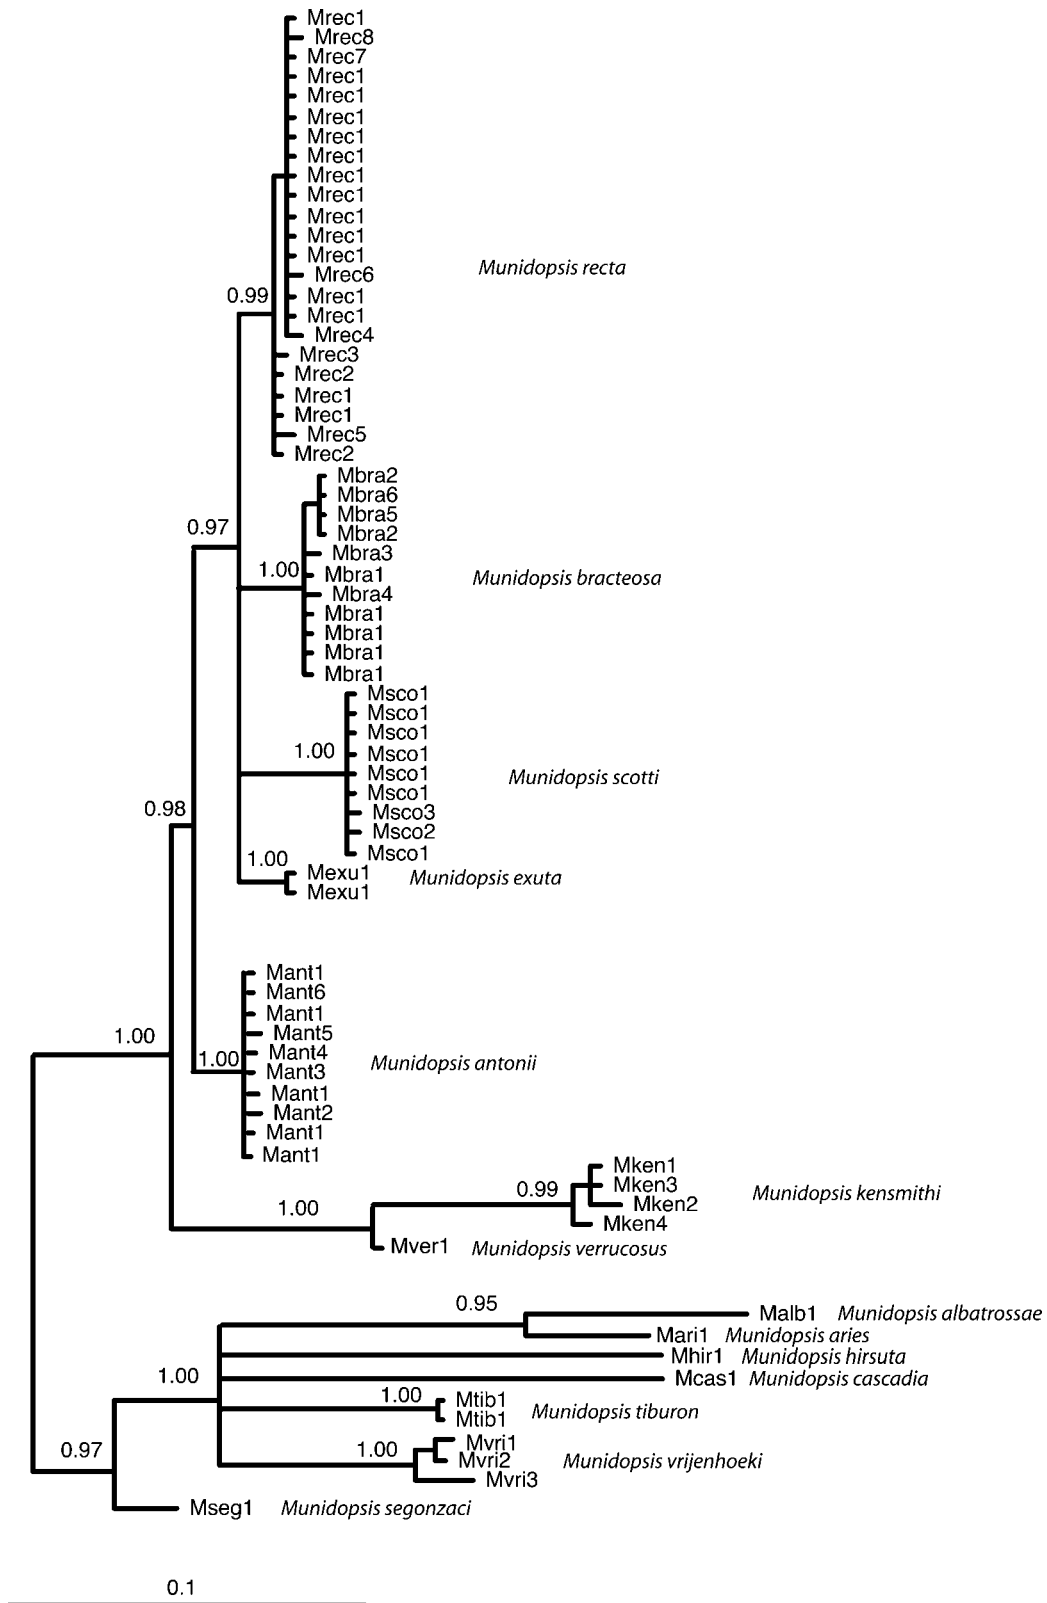 Mrec1
Mrec8
Mrec7
Mrec1
Mrec1
Mrec1
Mrec1
Mrec1
Mrec1
Mrec1
Mrec1
Mrec1
Mrec1
Munidopsis recta
Mrec6
0.99
Mrec1
Mrec1
Mrec4
Mrec3
Mrec2
Mrec1
Mrec1
Mrec5
Mrec2
Mbra2
Mbra6
Mbra5
0.97
Mbra2
Mbra3
1.00
Mbra1
Munidopsis bracteosa
Mbra4
Mbra1
Mbra1
Mbra1
Mbra1
Msco1
Msco1
Msco1
1.00
Msco1
Msco1
Munidopsis scotti
Msco1
0.98
Msco3
Msco2
Msco1
1.00
Mexu1
Munidopsis exuta
Mexu1
Mant1
Mant6
Mant1
Mant5
1.00
Mant4
1.00
Munidopsis antonii
Mant3
Mant1
Mant2
Mant1
Mant1
Mken1
Mken3
0.99
Munidopsis kensmithi
Mken2
1.00
Mken4
Mver1 Munidopsis verrucosus
0.95
Malb1 Munidopsis albatrossae
Mari1 Munidopsis aries
Mhir1 Munidopsis hirsuta
1.00
Mcas1 Munidopsis cascadia
1.00
Mtib1
Munidopsis tiburon
Mtib1
Mvri1
0.97
1.00
Mvri2
Munidopsis vrijenhoeki
Mvri3
Mseg1 Munidopsis segonzaci
0.1